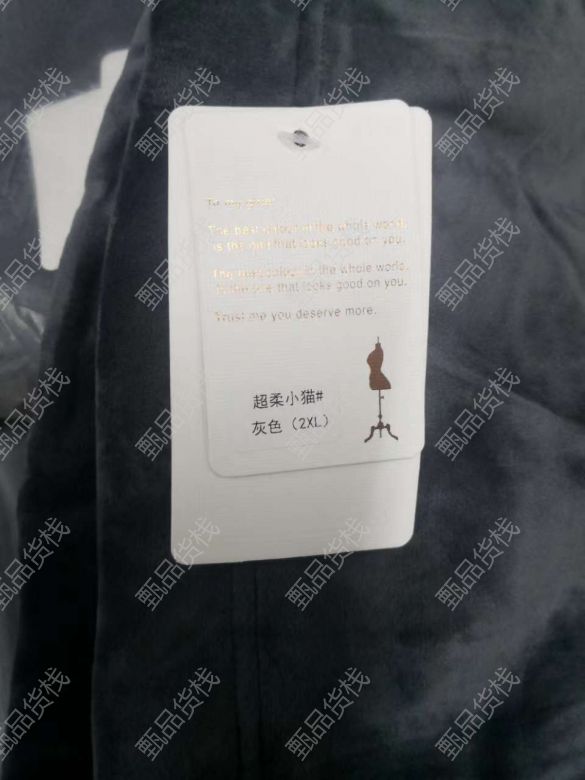 To my
The best colour in the whole world,
is the one that looks good on you.
The best colour in the whole world,
is the one that looks good on you.
Trust me you deserve more.
超柔小猫#
灰色（2XL）
甄品货栈